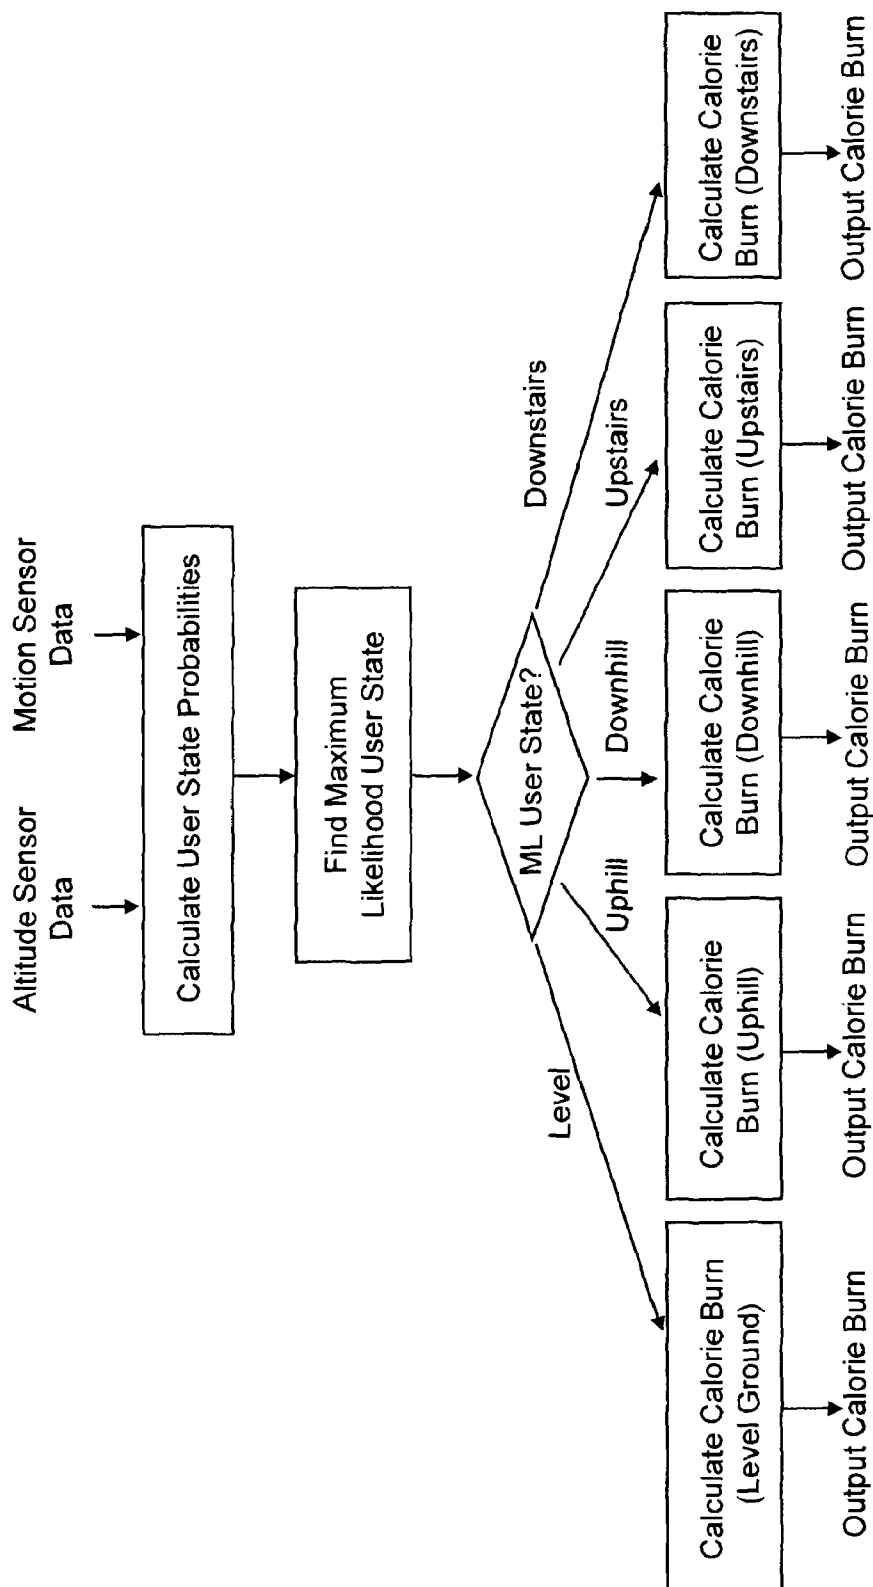 Altitude Sensor
Data
Motion Sensor
Data
Calculate User State Probabilities
Find Maximum
Likelihood User State
ML User State?
Level
Uphill
Downhill
Upstairs
Downstairs
Calculate Calorie Burn
(Level Ground)
Calculate Calorie
Burn (Uphill)
Calculate Calorie
Burn (Downhill)
Calculate Calorie
Burn (Upstairs)
Calculate Calorie
Burn (Downstairs)
Output Calorie Burn
Output Calorie Burn
Output Calorie Burn
Output Calorie Burn
Output Calorie Burn